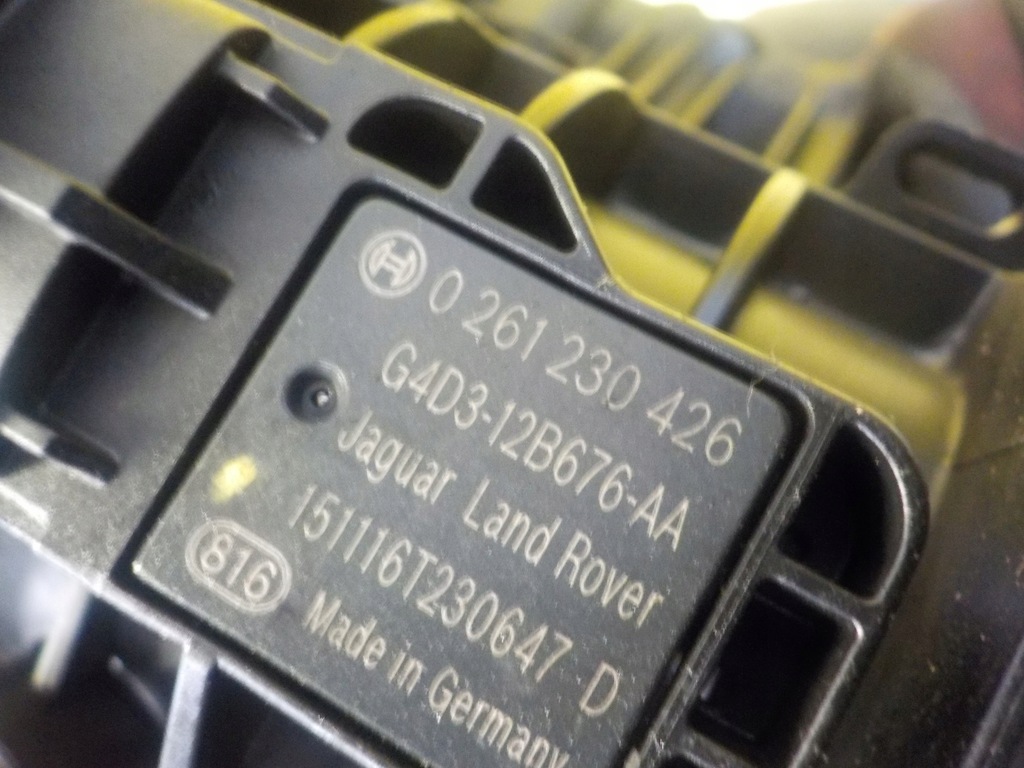 0 261 230 426
G4D3-12B676-AA
Jaguar Land Rover
151116T230647 D
816 Made in Germany